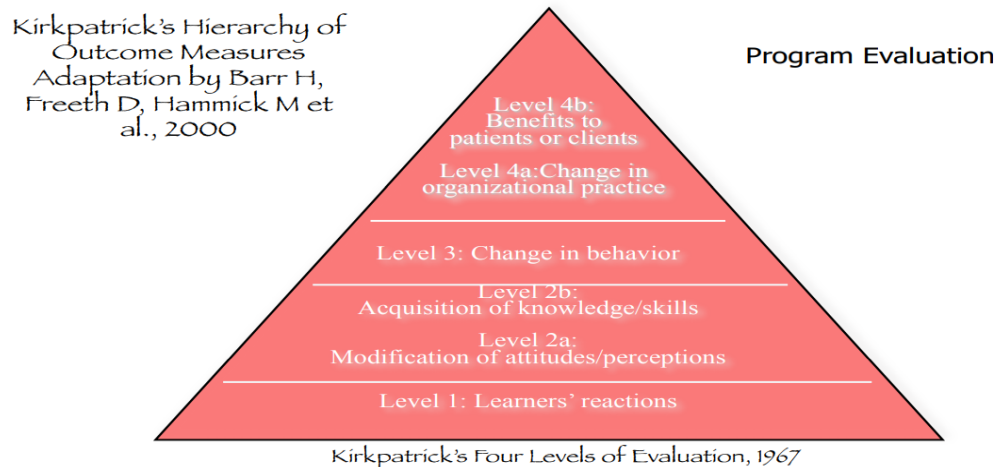 Kirkpatrick's Hierarchy of
Outcome Measures
Adaptation by Barr H,
Freeth D, Hammick M et
al., 2000
Program Evaluation
Level 4b:
Benefits to
patients or clients
Level 4a:Change in
organizational practice
Level 3: Change in behavior
Level 2b:
Acquisition of knowledge/skills
Level 2a:
Modification of attitudes/perceptions
Level 1: Learners' reactions
Kirkpatrick's Four Levels of Evaluation, 1967